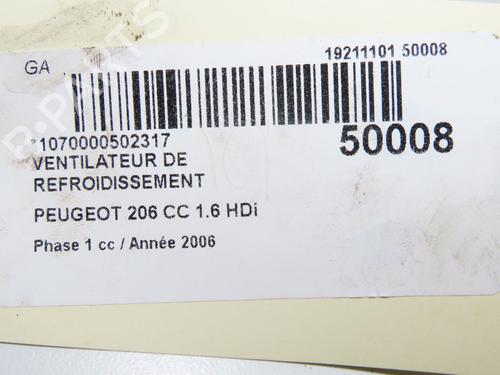 GA
19211101 50008
*1070000502317
50008
VENTILATEUR DE
REFROIDISSEMENT
PEUGEOT 206 CC 1.6 HDi
Phase 1 cc / Année 2006